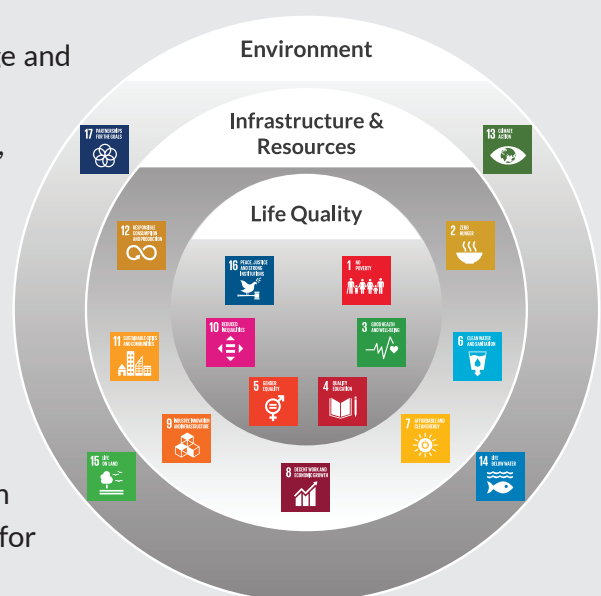 ge and
,
n
for
Environment
Infrastructure &
Resources
Life Quality
17 PARTNERSHIPS
FOR THE GOALS
13 CLIMATE
ACTION
12 RESPONSIBLE
CONSUMPTION
AND PRODUCTION
2 ZERO
HUNGER
16 PEACE, JUSTICE
AND STRONG
INSTITUTIONS
1 NO
POVERTY
10 REDUCED
INEQUALITIES
3 GOOD HEALTH
AND WELL-BEING
11 SUSTAINABLE CITIES
AND COMMUNITIES
6 CLEAN WATER
AND SANITATION
5 GENDER
EQUALITY
4 QUALITY
EDUCATION
9 INDUSTRY, INNOVATION
AND INFRASTRUCTURE
7 AFFORDABLE AND
CLEAN ENERGY
15 LIFE
ON LAND
8 DECENT WORK AND
ECONOMIC GROWTH
14 LIFE
BELOW WATER